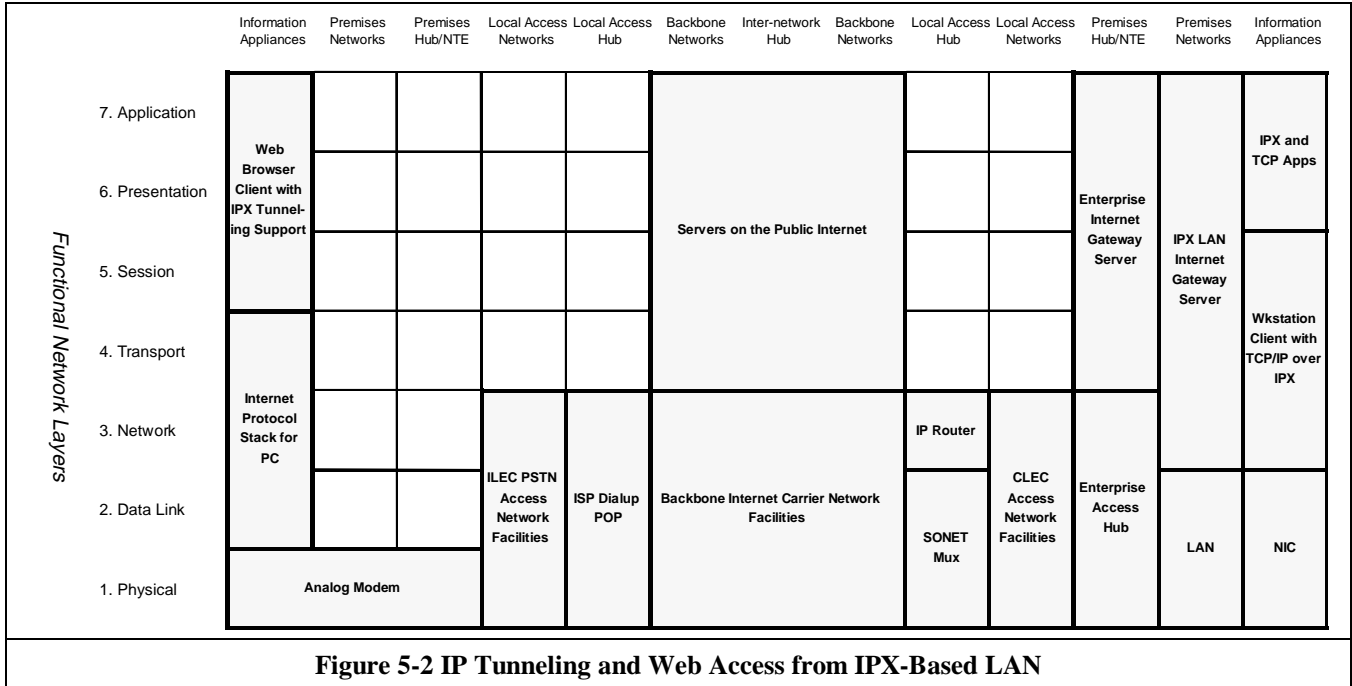 Information Appliances
Premises Networks
Premises Hub/NTE
Local Access Networks
Local Access Hub
Backbone Networks
Inter-network Hub
Backbone Networks
Local Access Hub
Local Access Networks
Premises Hub/NTE
Premises Networks
Information Appliances
Functional Network Layers
7. Application
6. Presentation
5. Session
4. Transport
3. Network
2. Data Link
1. Physical
Web
Browser
Client with
IPX Tunnel-
ing Support
Internet
Protocol
Stack for
PC
Analog Modem
ILEC PSTN
Access
Network
Facilities
ISP Dialup
POP
Servers on the Public Internet
Backbone Internet Carrier Network
Facilities
IP Router
SONET
Mux
CLEC
Access
Network
Facilities
Enterprise
Internet
Gateway
Server
Enterprise
Access
Hub
IPX LAN
Internet
Gateway
Server
LAN
IPX and
TCP Apps
Wkstation
Client with
TCP/IP over
IPX
NIC
Figure 5-2 IP Tunneling and Web Access from IPX-Based LAN